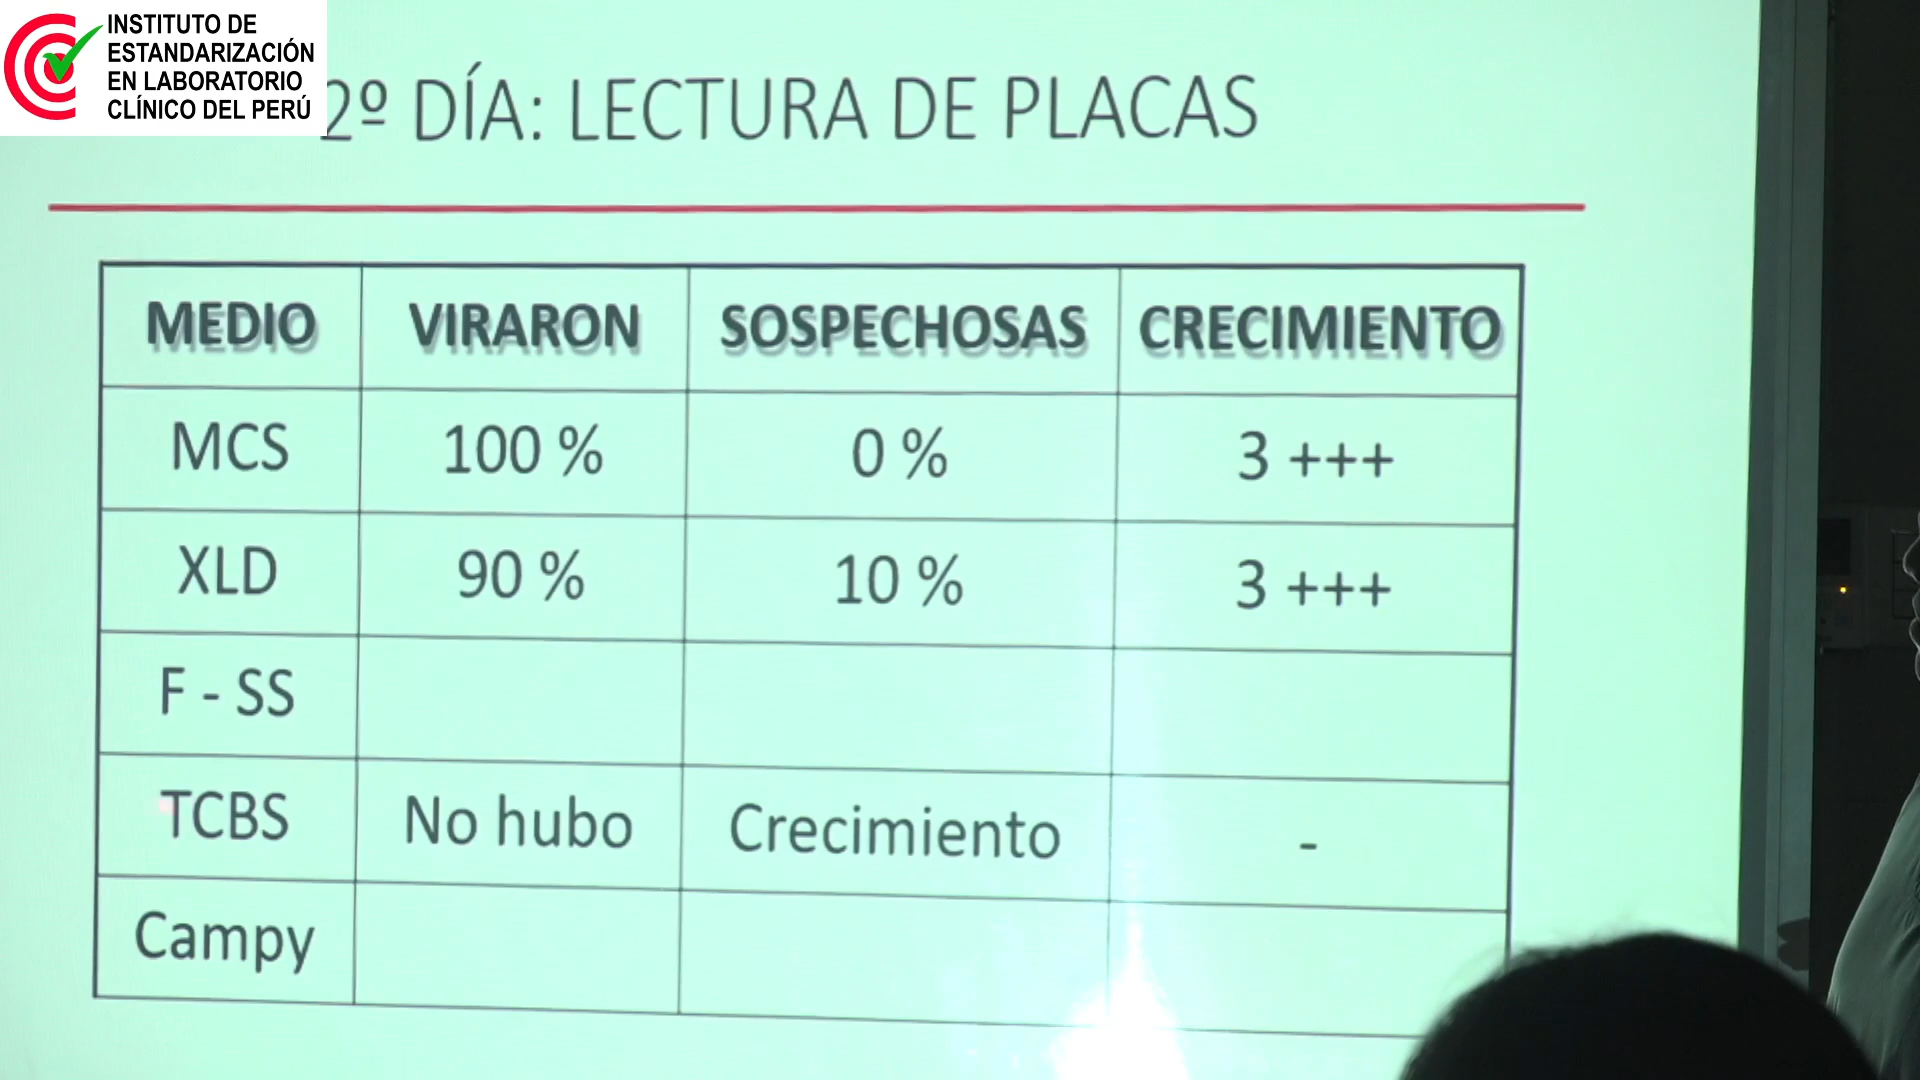 INSTITUTO DE
ESTANDARIZACIÓN
EN LABORATORIO
CLÍNICO DEL PERÚ
2º DÍA: LECTURA DE PLACAS
MEDIO VIRARON SOSPECHOSAS CRECIMIENTO
MCS 100 % 0 % 3 +++
XLD 90 % 10 % 3 +++
F - SS
TCBS No hubo Crecimiento -
Campy